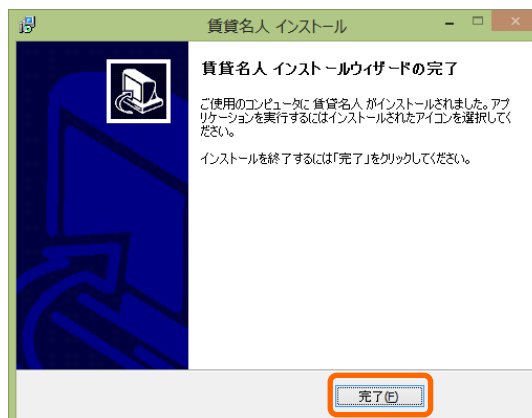 賃貸名人 インストール
賃貸名人 インストールウィザードの完了
ご使用のコンピュータに 賃貸名人 がインストールされました。アプ
リケーションを実行するにはインストールされたアイコンを選択してく
ださい。
インストールを終了するには「完了」をクリックしてください。
完了(F)